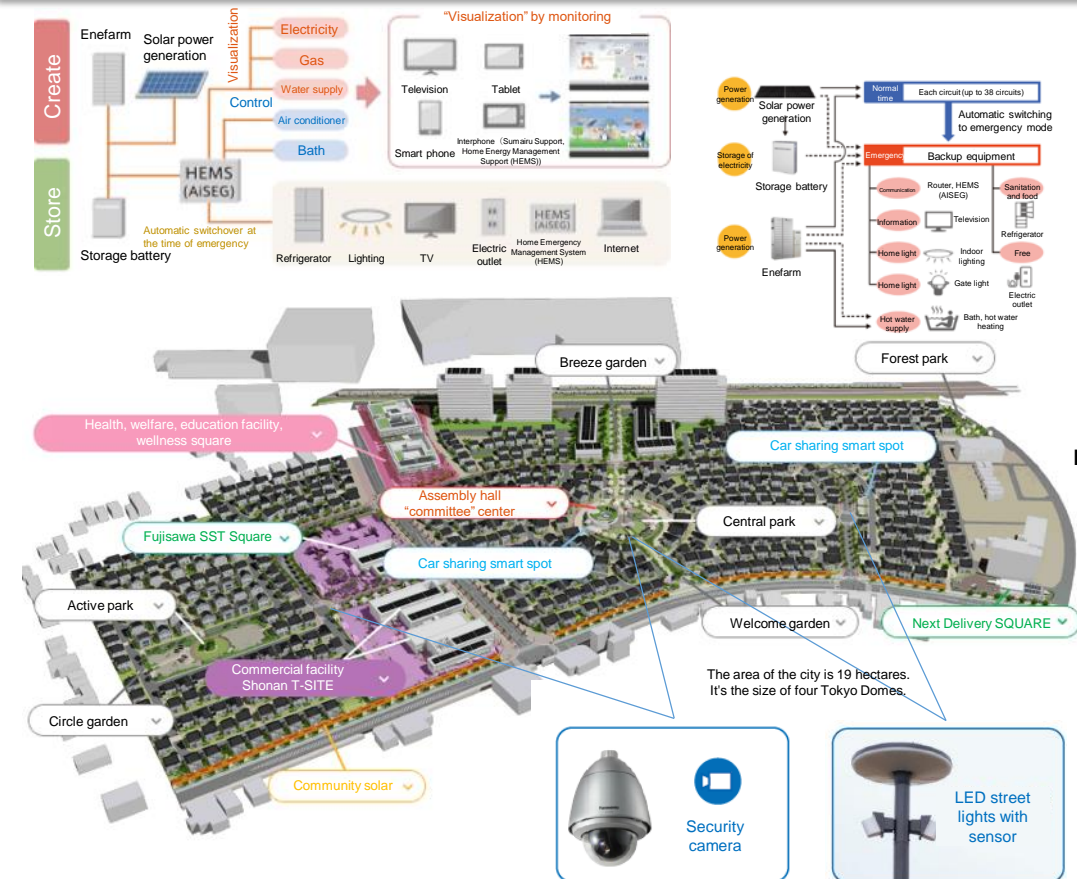 Create
Store
Enefarm
Solar power
generation
Visualization
Control
Electricity
Gas
Water supply
Air conditioner
Bath
HEMS
(AiSEG)
Automatic switchover at
the time of emergency
Storage battery
“Visualization” by monitoring
Television
Tablet
Smart phone
Interphone (Sumairu Support,
Home Energy Management
Support (HEMS))
Refrigerator
Lighting
TV
Electric
outlet
HEMS
(AiSEG)
Home Emergency
Management System
(HEMS)
Internet
Power
generation
Solar power
generation
Storage of
electricity
Storage battery
Power
generation
Enefarm
Normal
time
Each circuit (up to 38 circuits)
Automatic switching
to emergency mode
Emergency
Backup equipment
Communication
Router, HEMS
(AISEG)
Sanitation
and food
Information
Television
Refrigerator
Home light
Indoor
lighting
Free
Home light
Gate light
Electric
outlet
Hot water
supply
Bath, hot water
heating
Breeze garden
Forest park
Health, welfare, education facility,
wellness square
Car sharing smart spot
Assembly hall
“committee” center
Central park
Fujisawa SST Square
Car sharing smart spot
Active park
Welcome garden
Next Delivery SQUARE
Commercial facility
Shonan T-SITE
The area of the city is 19 hectares.
It's the size of four Tokyo Domes.
Circle garden
Community solar
Panasonic
Security
camera
LED street
lights with
sensor